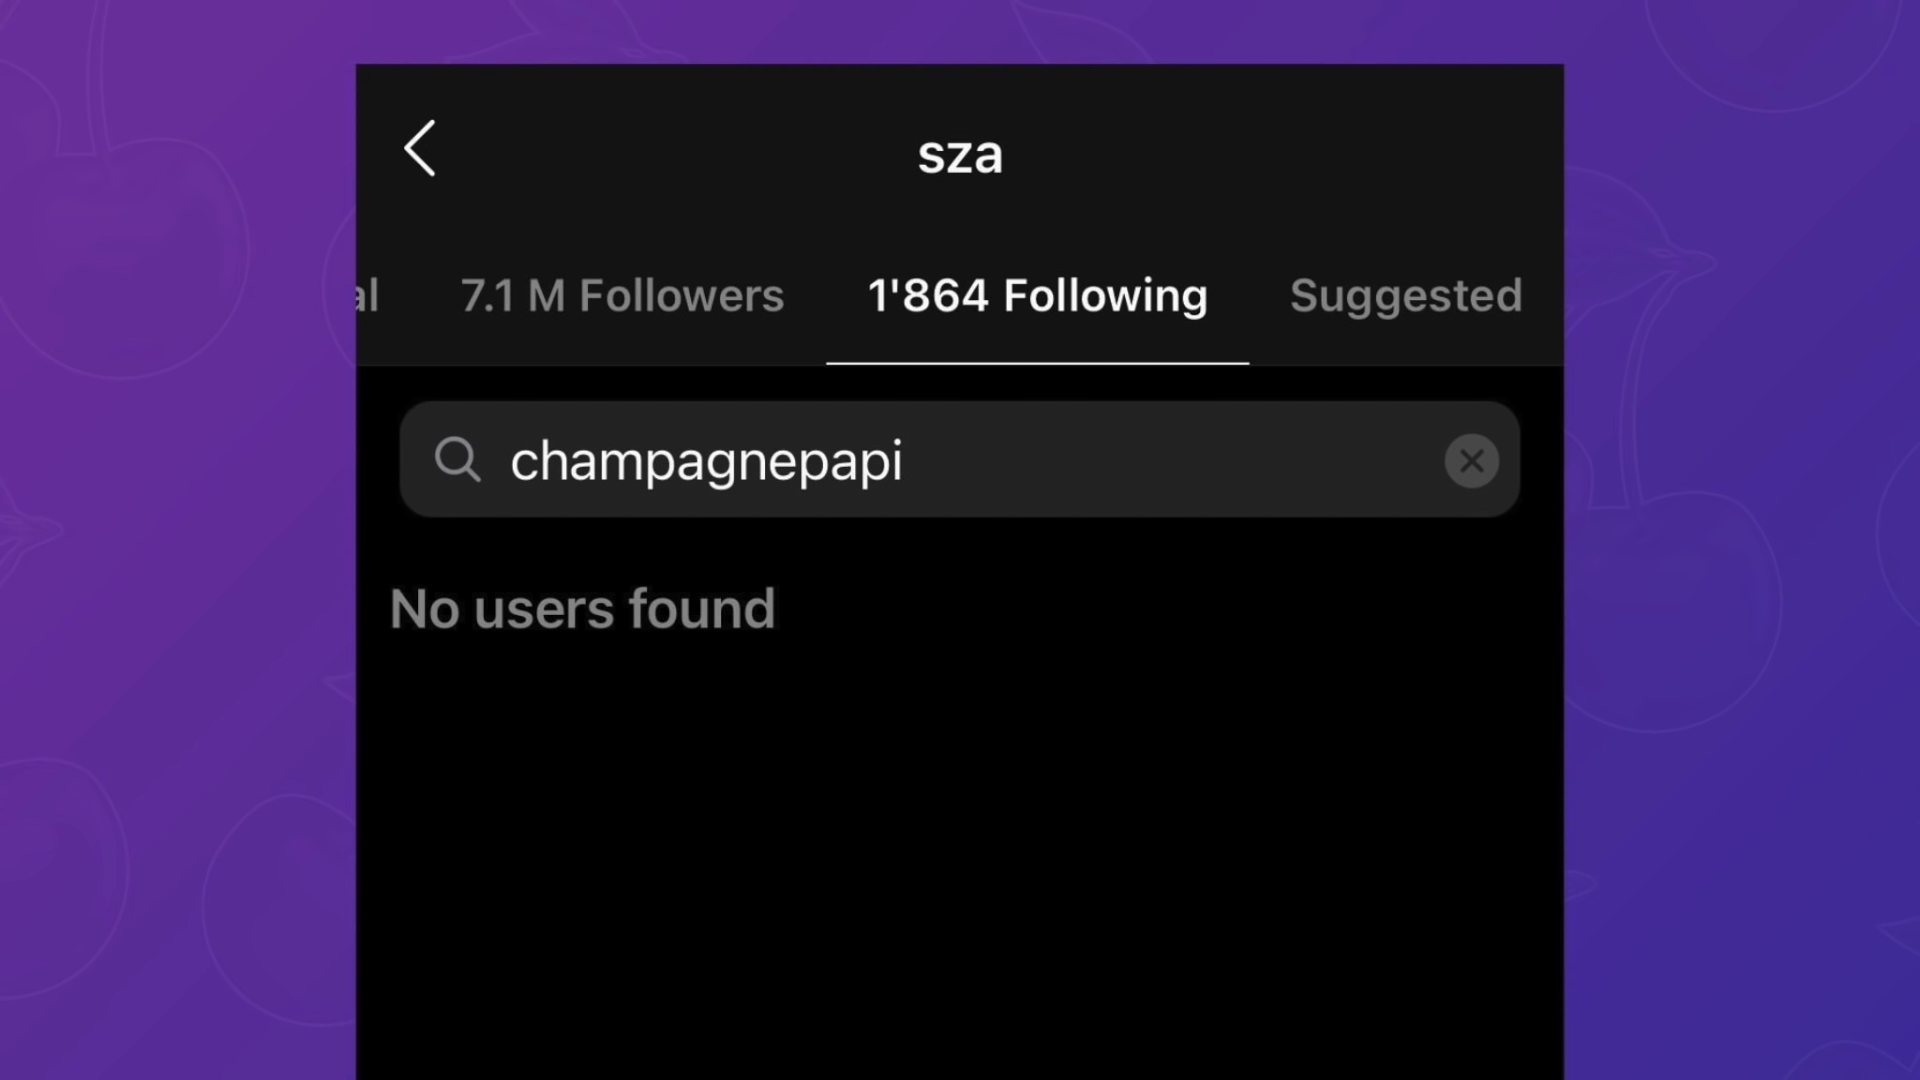 sza
al
7.1 M Followers
1'864 Following
Suggested
champagnepapi
No users found